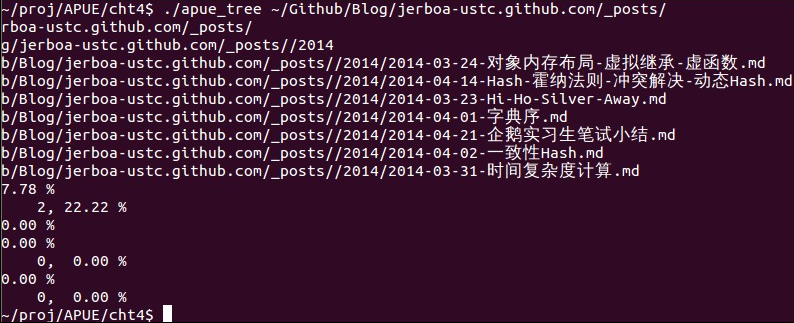 ~/proj/APUE/cht4$ ./apue_tree ~/Github/Blog/jerboa-ustc.github.com/_posts/
rboa-ustc.github.com/_posts/
g/jerboa-ustc.github.com/_posts//2014
b/Blog/jerboa-ustc.github.com/_posts//2014/2014-03-24-对象内存布局-虚拟继承-虚函数.md
b/Blog/jerboa-ustc.github.com/_posts//2014/2014-04-14-Hash-霍纳法则-冲突解决-动态Hash.md
b/Blog/jerboa-ustc.github.com/_posts//2014/2014-03-23-Hi-Ho-Silver-Away.md
b/Blog/jerboa-ustc.github.com/_posts//2014/2014-04-01-字典序.md
b/Blog/jerboa-ustc.github.com/_posts//2014/2014-04-21-企鹅实习生笔试小结.md
b/Blog/jerboa-ustc.github.com/_posts//2014/2014-04-02-一致性Hash.md
b/Blog/jerboa-ustc.github.com/_posts//2014/2014-03-31-时间复杂度计算.md
7.78 %
2, 22.22 %
0.00 %
0.00 %
0,  0.00 %
0.00 %
0,  0.00 %
~/proj/APUE/cht4$